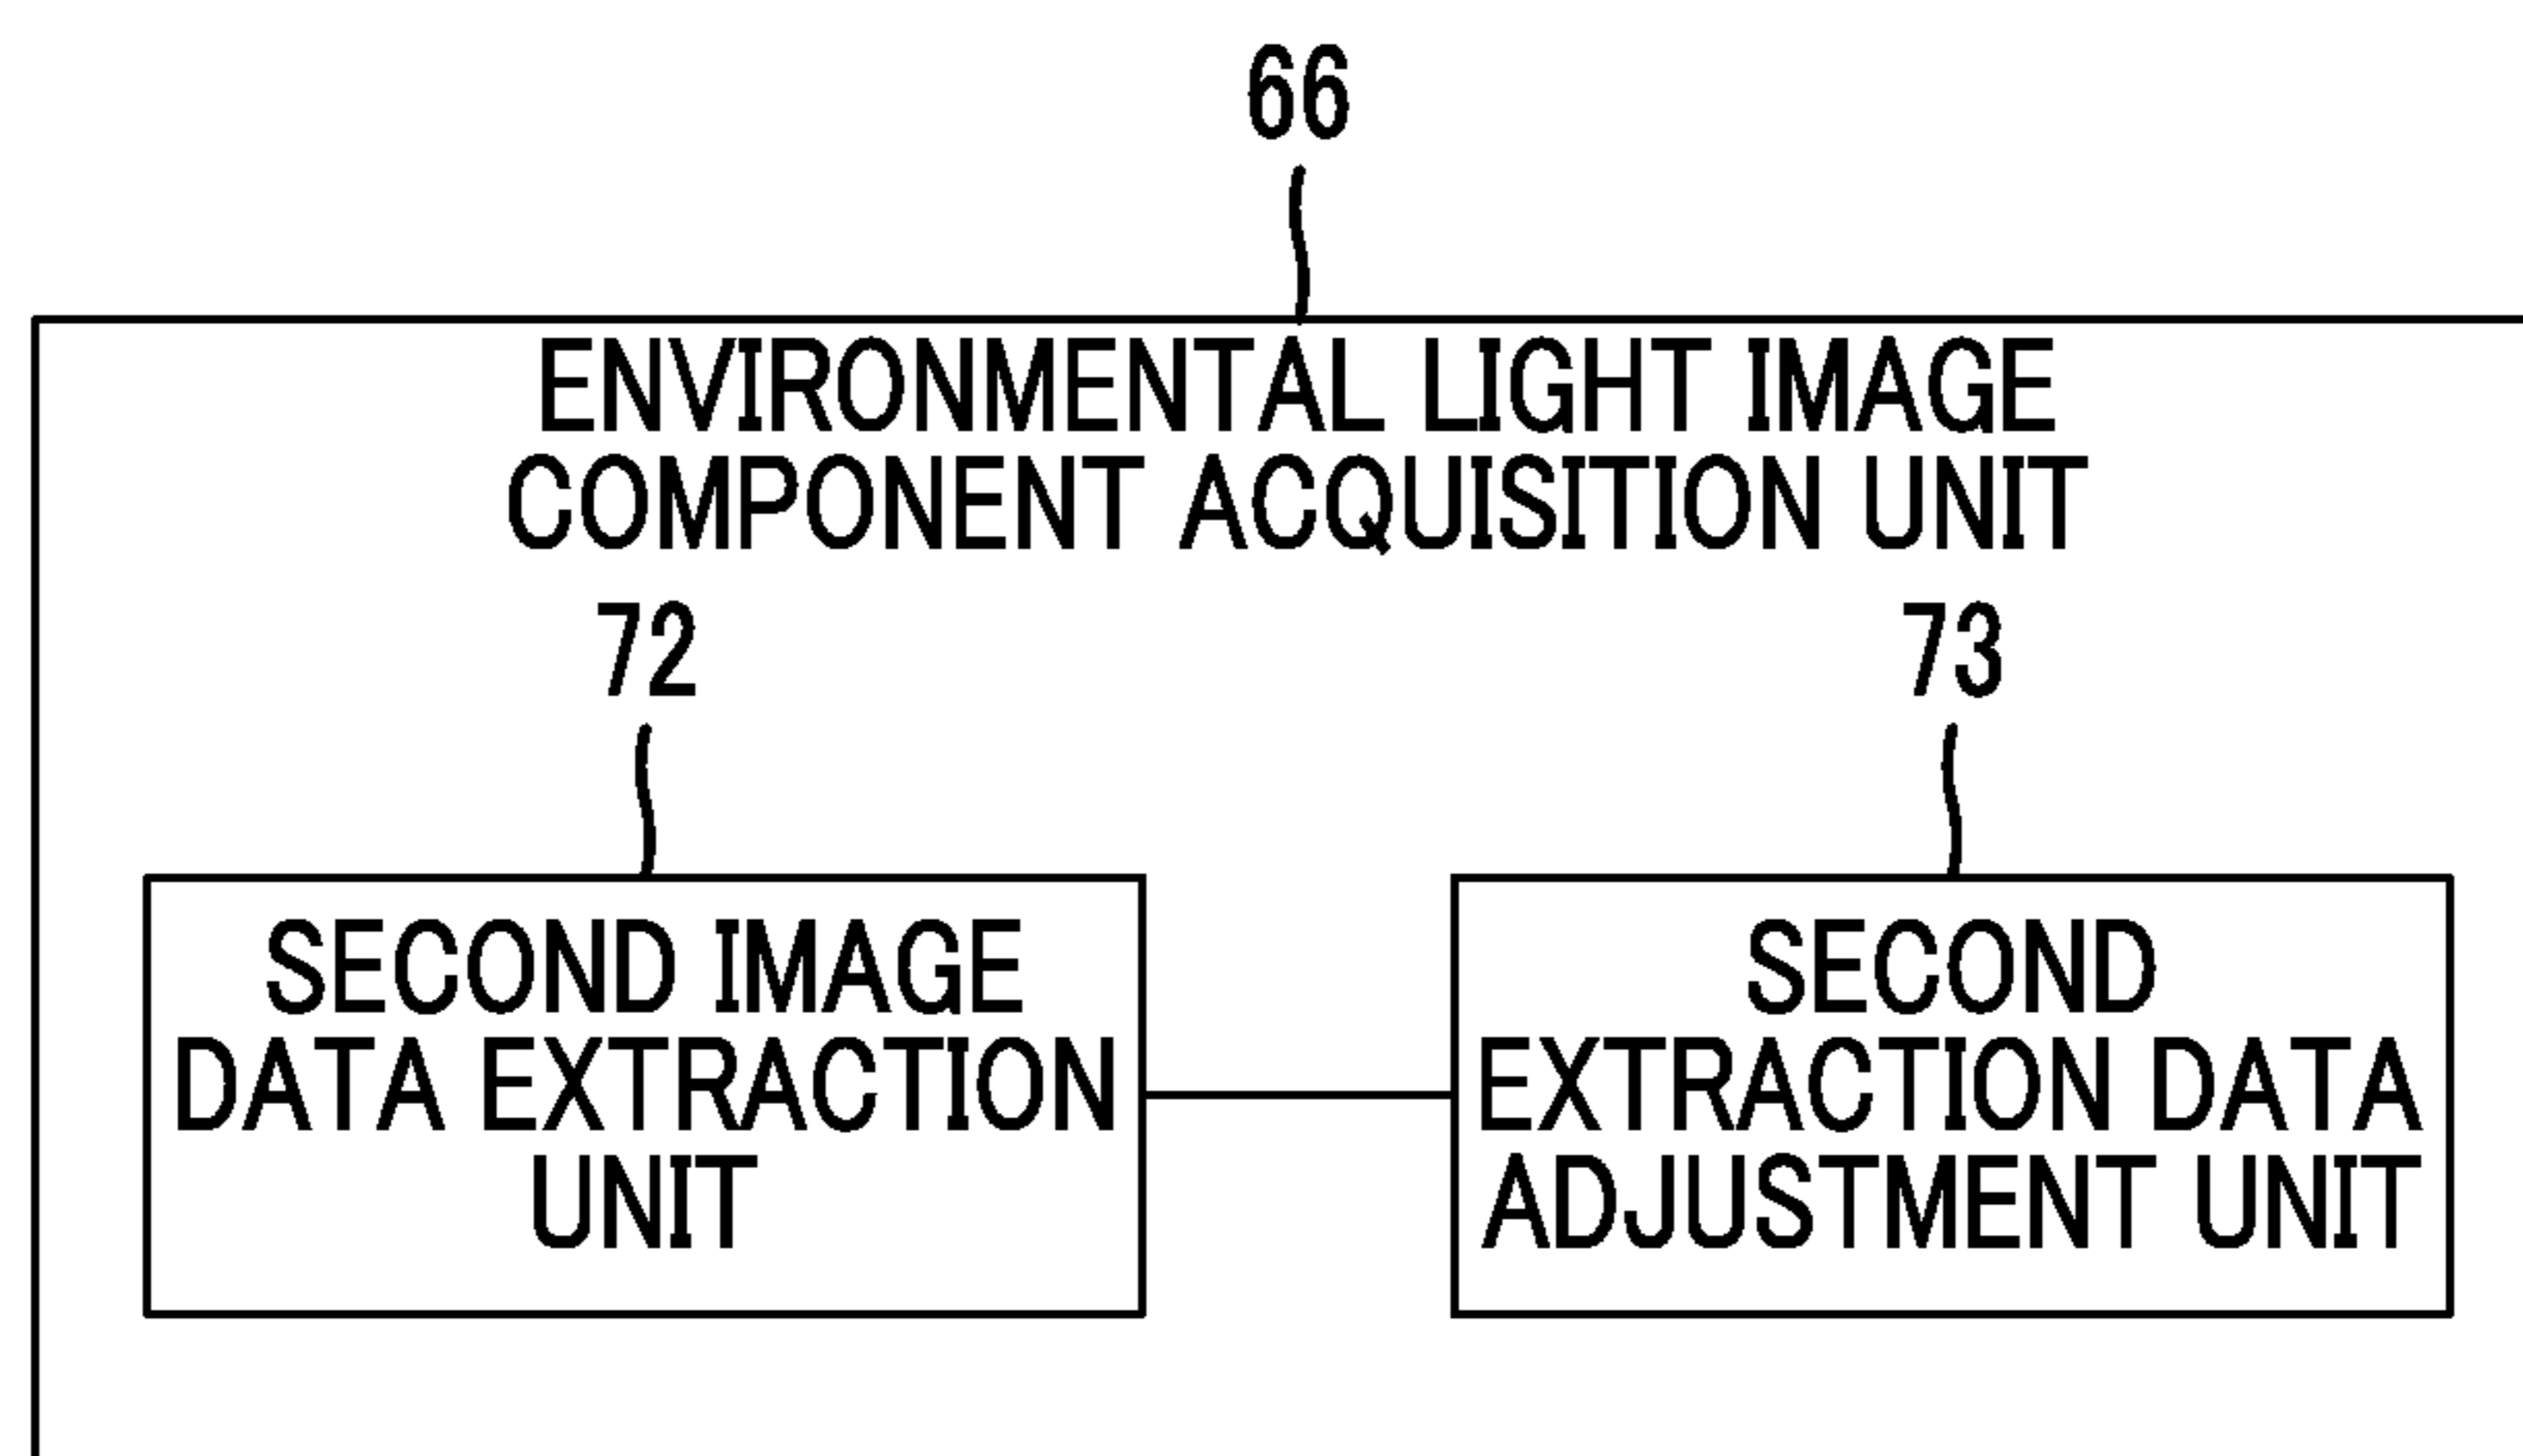 66
ENVIRONMENTAL LIGHT IMAGE
COMPONENT ACQUISITION UNIT
72
73
SECOND IMAGE
DATA EXTRACTION
UNIT
SECOND
EXTRACTION DATA
ADJUSTMENT UNIT